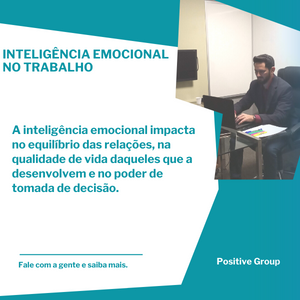 INTELIGÊNCIA EMOCIONAL
NO TRABALHO
A inteligência emocional impacta
no equilíbrio das relações, na
qualidade de vida daqueles que a
desenvolvem e no poder de
tomada de decisão.
Fale com a gente e saiba mais.
Positive Group